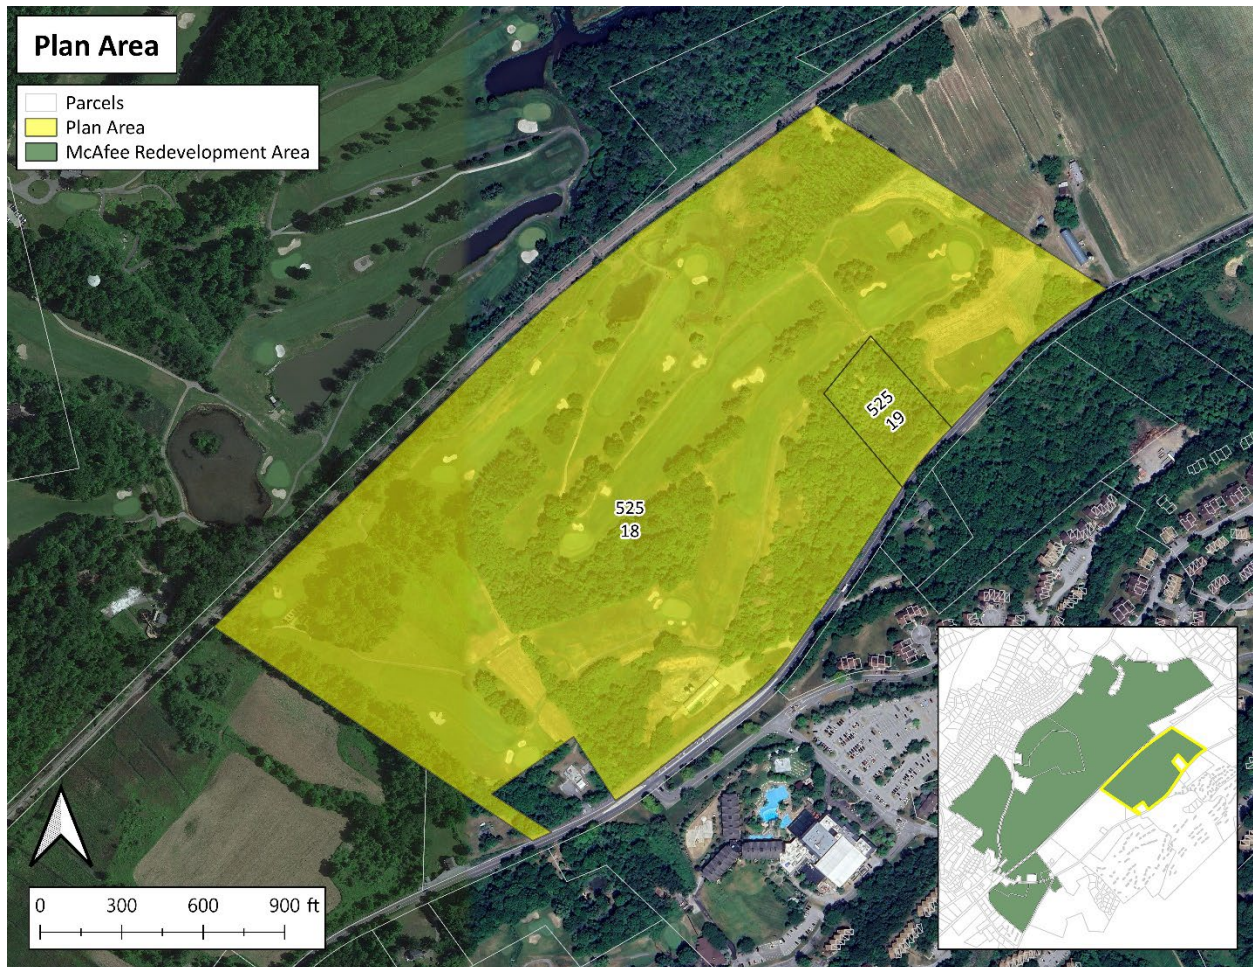 Plan Area
Parcels
Plan Area
McAfee Redevelopment Area
525
19
525
18
0 300 600 900 ft